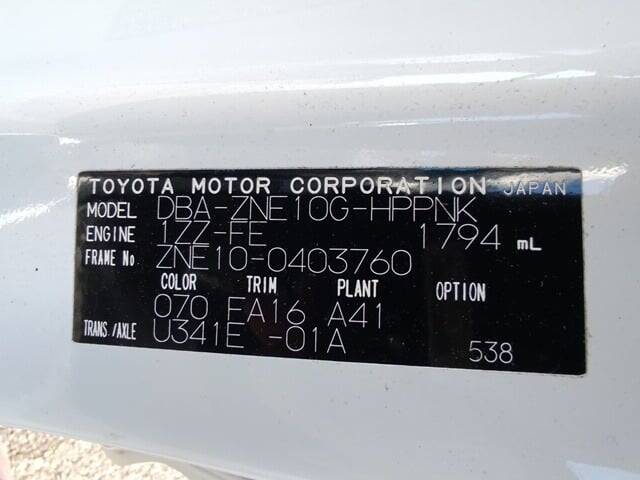 TOYOTA MOTOR CORPORATION JAPAN
MODEL DBA-ZNE10G-HPPNK
ENGINE 1ZZ-FE 1794 mL
FRAME No ZNE10-0403760
COLOR TRIM PLANT OPTION
070 FA16 A41
TRANS./AXLE U341E -01A
538